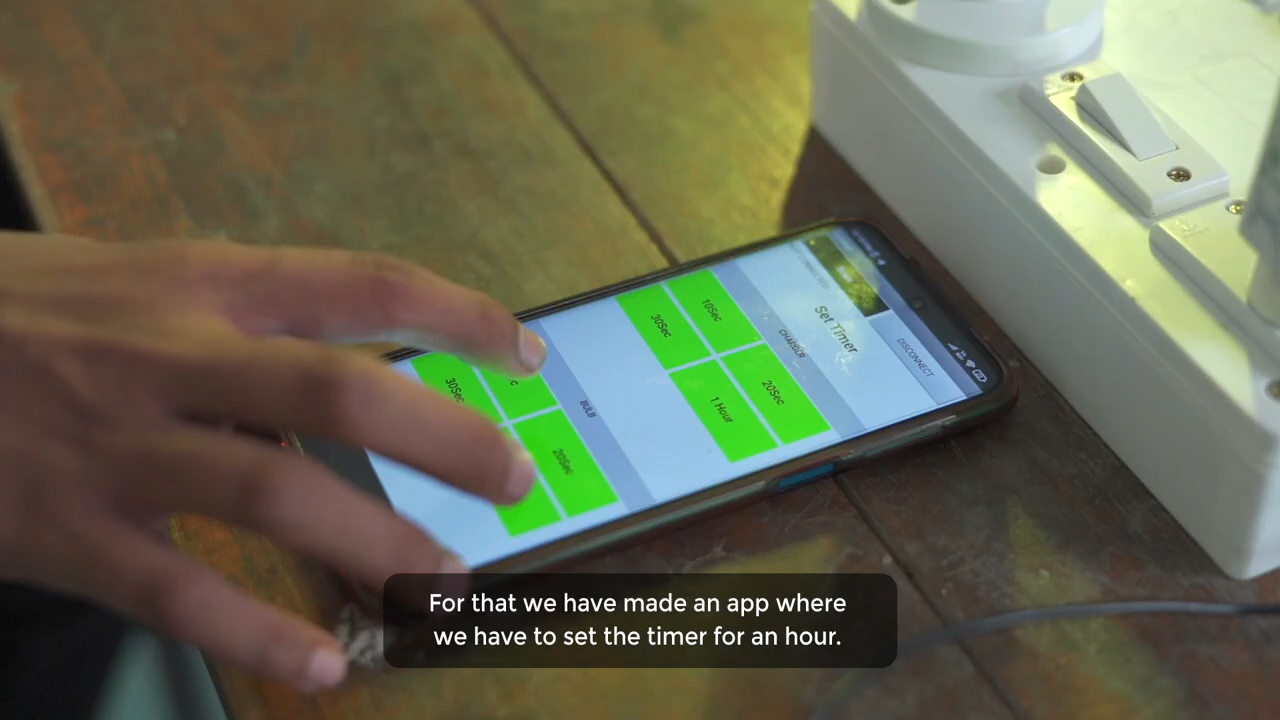 DISCONNECT
Set Timer
CHARGER
10Sec
20Sec
30Sec
1 Hour
BULB
20Sec
30Sec
For that we have made an app where
we have to set the timer for an hour.